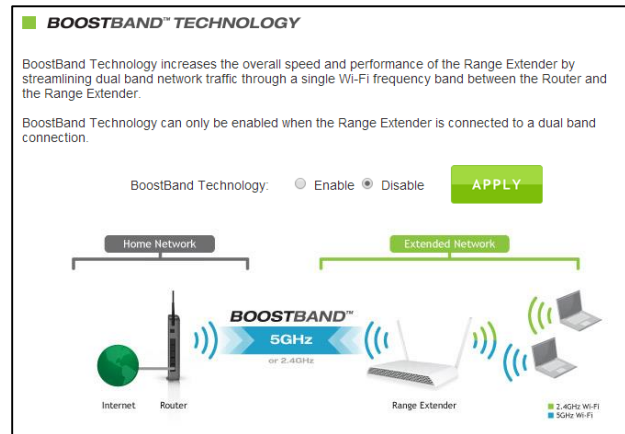 BOOSTBAND™ TECHNOLOGY
BoostBand Technology increases the overall speed and performance of the Range Extender by
streamlining dual band network traffic through a single Wi-Fi frequency band between the Router and
the Range Extender.
BoostBand Technology can only be enabled when the Range Extender is connected to a dual band
connection.
BoostBand Technology: Enable Disable APPLY
Home Network Extended Network
BOOSTBAND™
5GHz
or 2.4GHz
Internet Router Range Extender
2.4GHz Wi-Fi
5GHz Wi-Fi